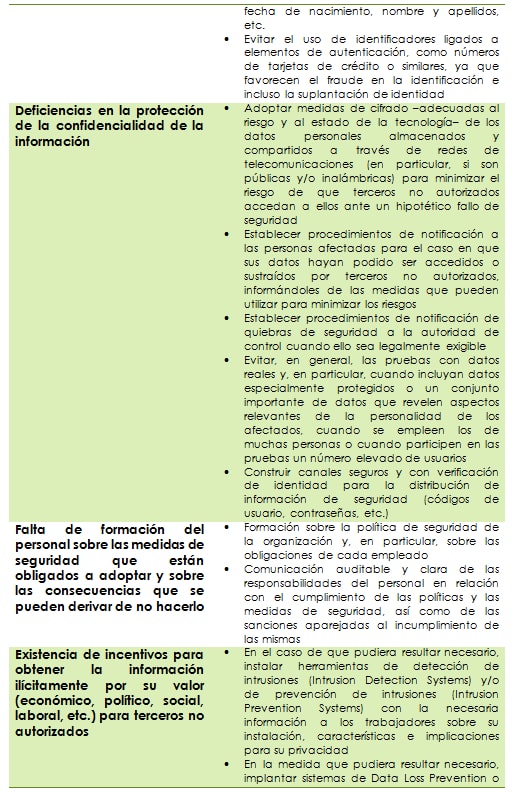 fecha de nacimiento, nombre y apellidos,
etc.
• Evitar el uso de identificadores ligados a
elementos de autenticación, como números
de tarjetas de crédito o similares, ya que
favorecen el fraude en la identificación e
incluso la suplantación de identidad
Deficiencias en la protección
de la confidencialidad de la
información
• Adoptar medidas de cifrado –adecuadas al
riesgo y al estado de la tecnología– de los
datos personales almacenados y
compartidos a través de redes de
telecomunicaciones (en particular, si son
públicas y/o inalámbricas) para minimizar el
riesgo de que terceros no autorizados
accedan a ellos ante un hipotético fallo de
seguridad
• Establecer procedimientos de notificación a
las personas afectadas para el caso en que
sus datos hayan podido ser accedidos o
sustraídos por terceros no autorizados,
informándoles de las medidas que pueden
utilizar para minimizar los riesgos
• Establecer procedimientos de notificación de
quiebras de seguridad a la autoridad de
control cuando ello sea legalmente exigible
• Evitar, en general, las pruebas con datos
reales y, en particular, cuando incluyan datos
especialmente protegidos o un conjunto
importante de datos que revelen aspectos
relevantes de la personalidad de los
afectados, cuando se empleen los de
muchas personas o cuando participen en las
pruebas un número elevado de usuarios
• Construir canales seguros y con verificación
de identidad para la distribución de
información de seguridad (códigos de
usuario, contraseñas, etc.)
Falta de formación del
personal sobre las medidas de
seguridad que están
obligados a adoptar y sobre
las consecuencias que se
pueden derivar de no hacerlo
• Formación sobre la política de seguridad de
la organización y, en particular, sobre las
obligaciones de cada empleado
• Comunicación auditable y clara de las
responsabilidades del personal en relación
con el cumplimiento de las políticas y las
medidas de seguridad, así como de las
sanciones aparejadas al incumplimiento de
las mismas
Existencia de incentivos para
obtener la información
ilícitamente por su valor
(económico, político, social,
laboral, etc.) para terceros no
autorizados
• En el caso de que pudiera resultar necesario,
instalar herramientas de detección de
intrusiones (Intrusion Detection Systems) y/o
de prevención de intrusiones (Intrusion
Prevention Systems) con la necesaria
información a los trabajadores sobre su
instalación, características e implicaciones
para su privacidad
• En la medida que pudiera resultar necesario,
implantar sistemas de Data Loss Prevention o